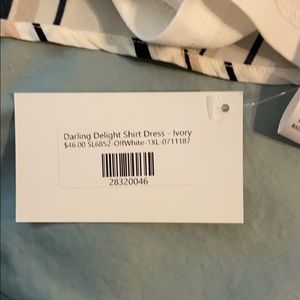 Darling Delight Shirt Dress - Ivory
$46.00 SL6852-OffWhite-1XL-0711187
28320046